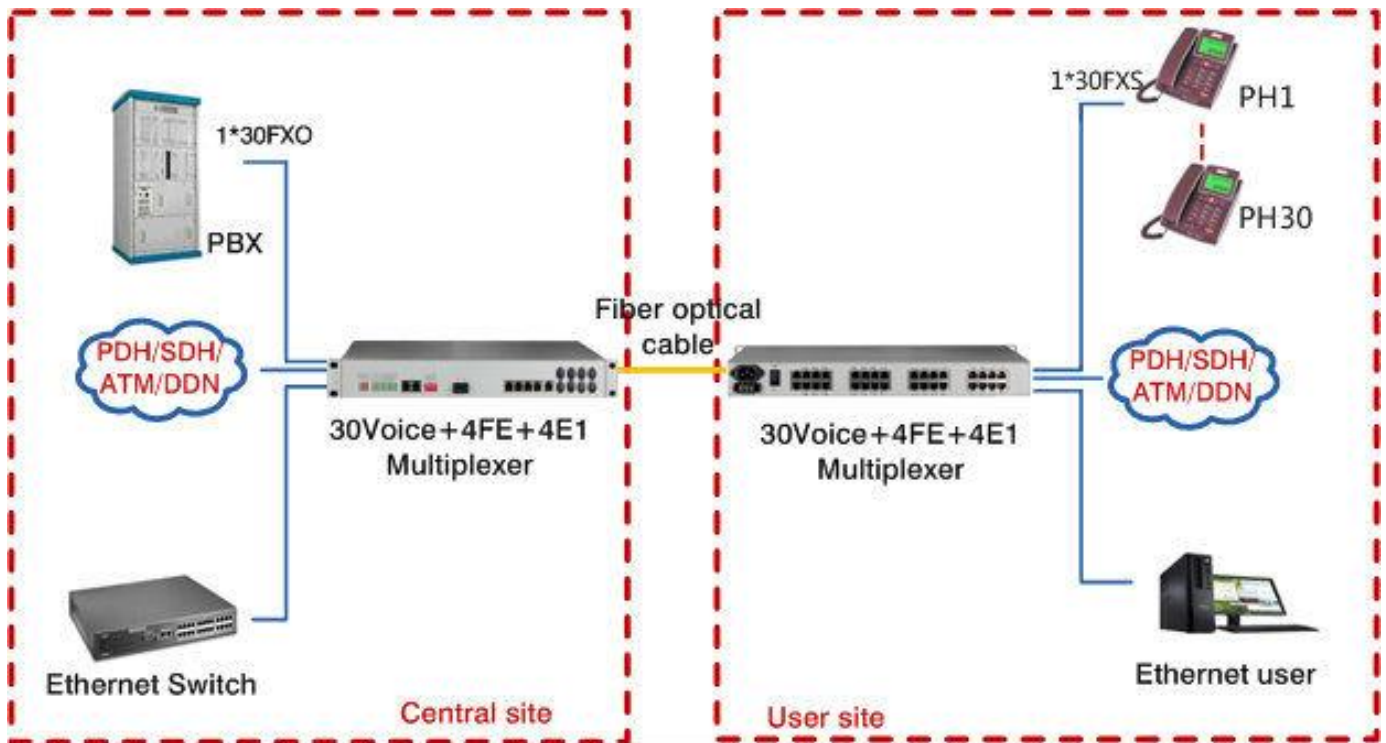 1*30FXO
PBX
PDH/SDH/
ATM/DDN
30Voice+4FE+4E1
Multiplexer
Ethernet Switch
Central site
Fiber optical
cable
1*30FXS
PH1
PH30
30Voice+4FE+4E1
Multiplexer
PDH/SDH/
ATM/DDN
Ethernet user
User site